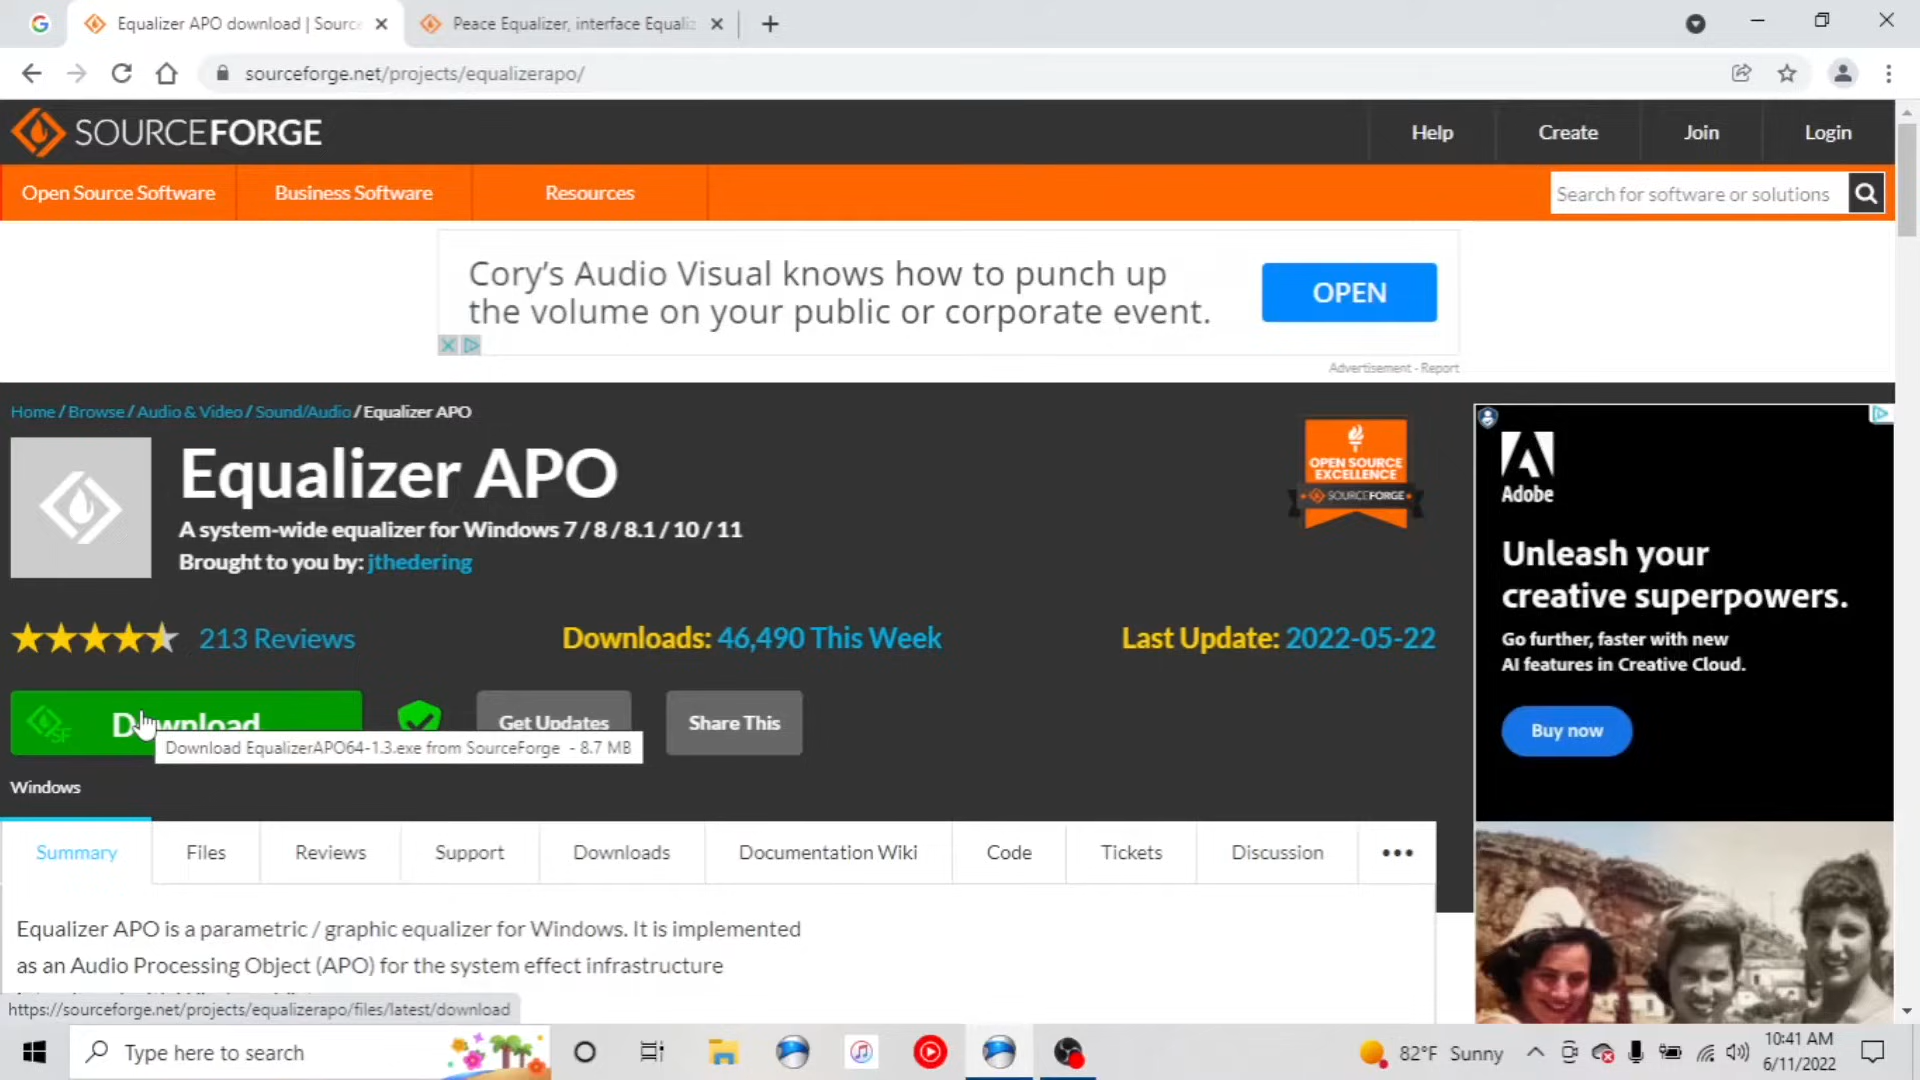 Equalizer APO download | Source
Peace Equalizer, interface Equaliz
sourceforge.net/projects/equalizerapo/
SOURCEFORGE
Help
Create
Join
Login
Open Source Software
Business Software
Resources
Search for software or solutions
Cory's Audio Visual knows how to punch up
the volume on your public or corporate event.
OPEN
Advertisement - Report
Home / Browse / Audio & Video / Sound/Audio / Equalizer APO
Equalizer APO
A system-wide equalizer for Windows 7 / 8 / 8.1 / 10 / 11
Brought to you by: jthedering
OPEN SOURCE
EXCELLENCE
SOURCEFORGE
213 Reviews
Downloads: 46,490 This Week
Last Update: 2022-05-22
SF
Download
Get Updates
Share This
Download EqualizerAPO64-1.3.exe from SourceForge - 8.7 MB
Windows
Summary
Files
Reviews
Support
Downloads
Documentation Wiki
Code
Tickets
Discussion
Equalizer APO is a parametric / graphic equalizer for Windows. It is implemented
as an Audio Processing Object (APO) for the system effect infrastructure
https://sourceforge.net/projects/equalizerapo/files/latest/download
Adobe
Unleash your
creative superpowers.
Go further, faster with new
AI features in Creative Cloud.
Buy now
Type here to search
82°F Sunny
10:41 AM
6/11/2022